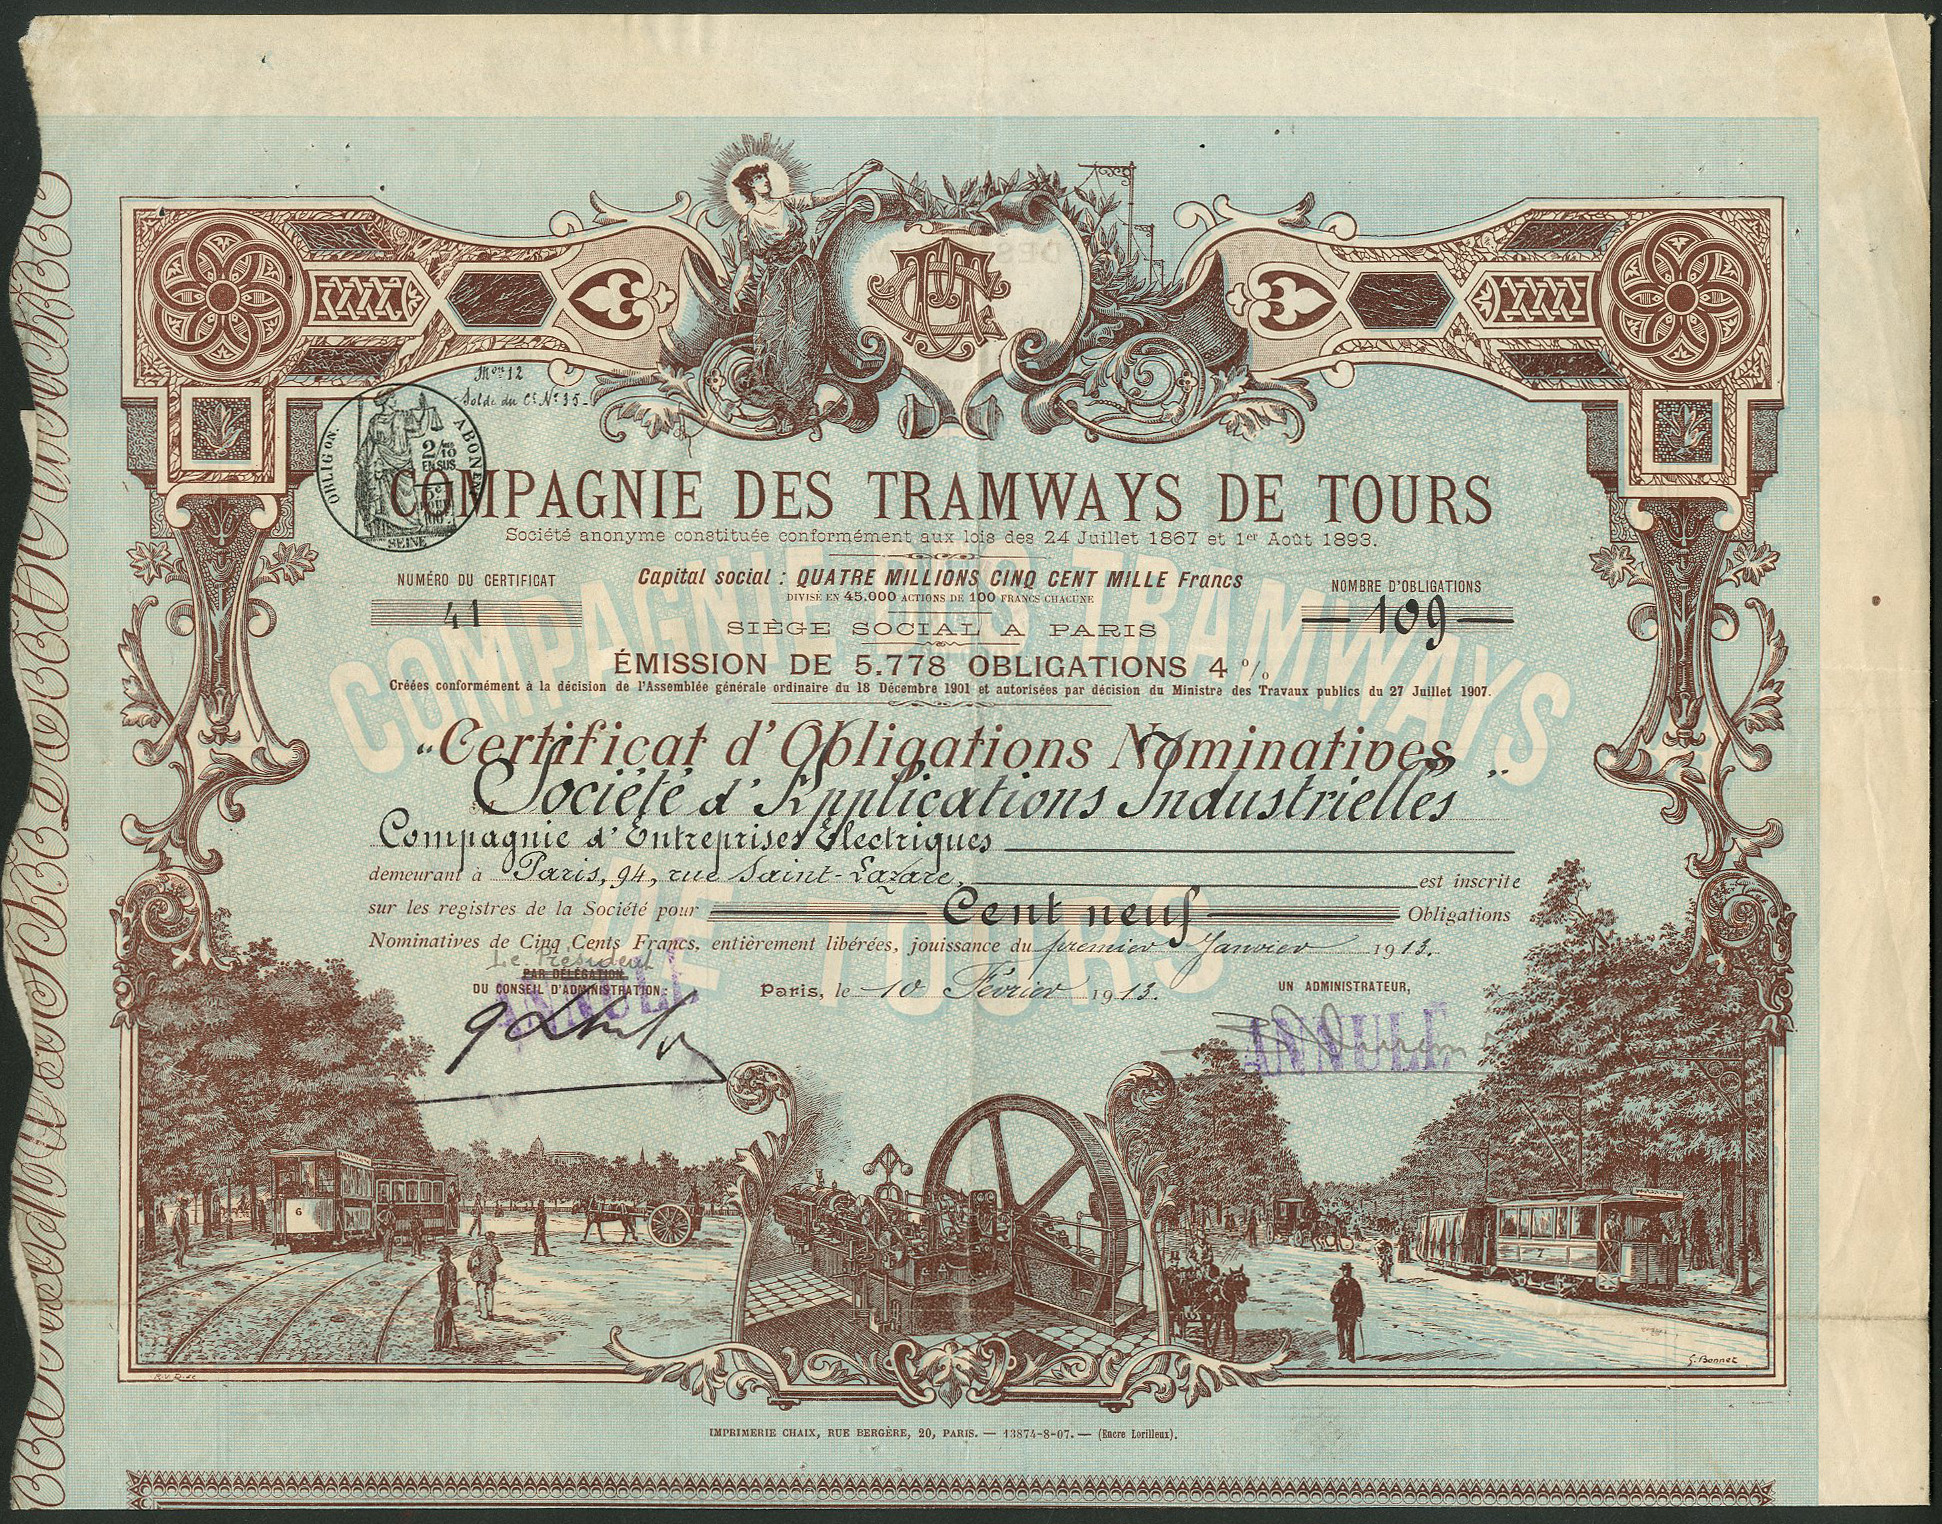 Mon 12
Solde du Ct No 35-
OBLIGON.
ABONEMT
2/10
EN SUS
SEINE
COMPAGNIE DES TRAMWAYS DE TOURS
Société anonyme constituée conformément aux lois des 24 Juillet 1867 et 1er Août 1893.
NUMÉRO DU CERTIFICAT
41
Capital social : QUATRE MILLIONS CINQ CENT MILLE Francs
DIVISÉ EN 45.000 ACTIONS DE 100 FRANCS CHACUNE
NOMBRE D'OBLIGATIONS
109
SIÈGE SOCIAL A PARIS
ÉMISSION DE 5.778 OBLIGATIONS 4 %
Créées conformément à la décision de l'Assemblée générale ordinaire du 18 Décembre 1901 et autorisées par décision du Ministre des Travaux publics du 27 Juillet 1907.
COMPAGNIE DES TRAMWAYS
DE TOURS
Certificat d'Obligations Nominatives
"Société d'Applications Industrielles"
Compagnie d'Entreprises Electriques
demeurant à Paris, 94, rue Saint-Lazare, est inscrite
sur les registres de la Société pour Cent neuf Obligations
Nominatives de Cinq Cents Francs, entièrement libérées, jouissance du premier Janvier 1913.
Le Président
PAR DÉLÉGATION
DU CONSEIL D'ADMINISTRATION:
Paris, le 10 Février 1913.
UN ADMINISTRATEUR,
ANNULÉ
ANNULÉ
6
7
G. Bonnet
IMPRIMERIE CHAIX, RUE BERGÈRE, 20, PARIS. — 13874-8-07. — (Encre Lorilleux).